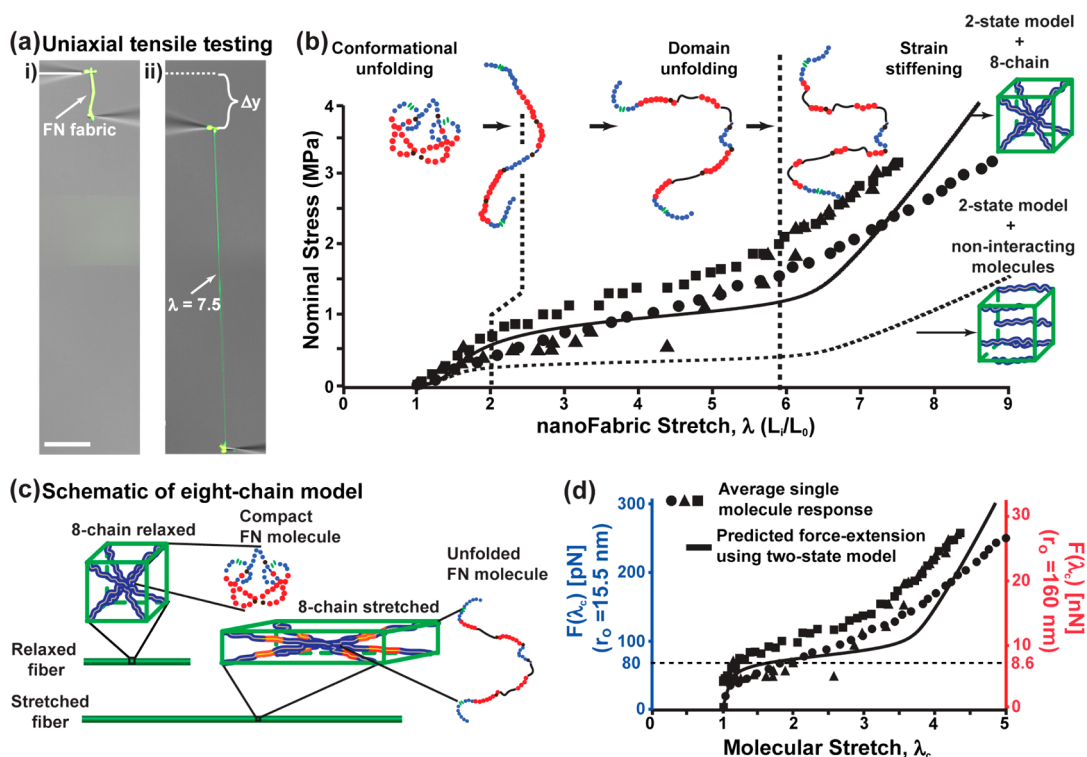 (a) Uniaxial tensile testing
i)
ii)
Δy
FN fabric
λ = 7.5
(b)
Conformational
unfolding
Domain
unfolding
Strain
stiffening
2-state model
+
8-chain
2-state model
+
non-interacting
molecules
Nominal Stress (MPa)
5
4
3
2
1
0
1
2
3
4
5
6
7
8
9
nanoFabric Stretch, λ (Li/L0)
(c) Schematic of eight-chain model
8-chain relaxed
Compact
FN molecule
Unfolded
FN molecule
8-chain stretched
Relaxed
fiber
Stretched
fiber
(d)
Average single
molecule response
Predicted force-extension
using two-state model
F(λc) [pN]
(ro =15.5 nm)
300
200
100
80
0
F(λc) [nN]
(ro =160 nm)
30
20
10
8.6
0
0
1
2
3
4
5
Molecular Stretch, λc